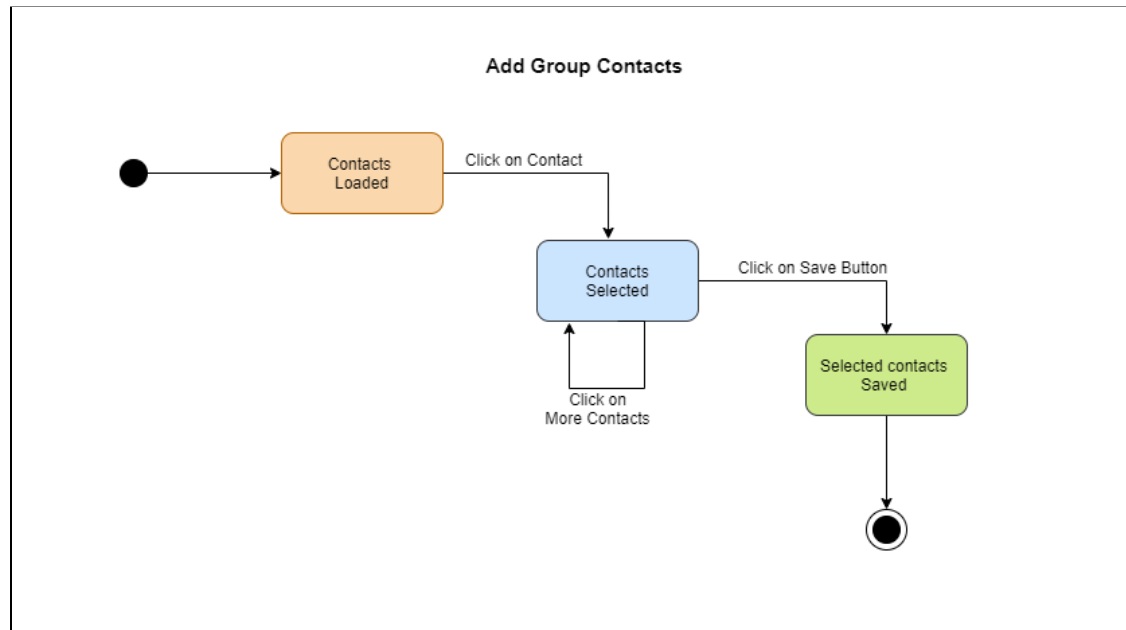 Add Group Contacts
Contacts
Loaded
Click on Contact
Contacts
Selected
Click on Save Button
Selected contacts
Saved
Click on
More Contacts